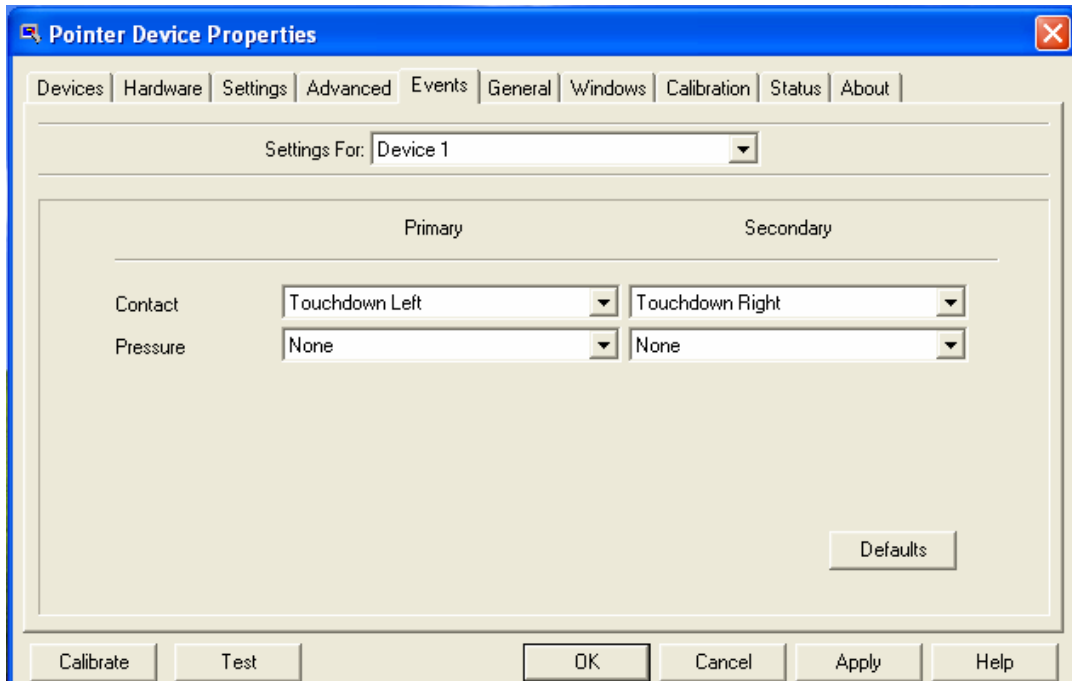 Pointer Device Properties
Devices Hardware Settings Advanced Events General Windows Calibration Status About
Settings For: Device 1
Primary Secondary
Contact Touchdown Left Touchdown Right
Pressure None None
Defaults
Calibrate Test OK Cancel Apply Help